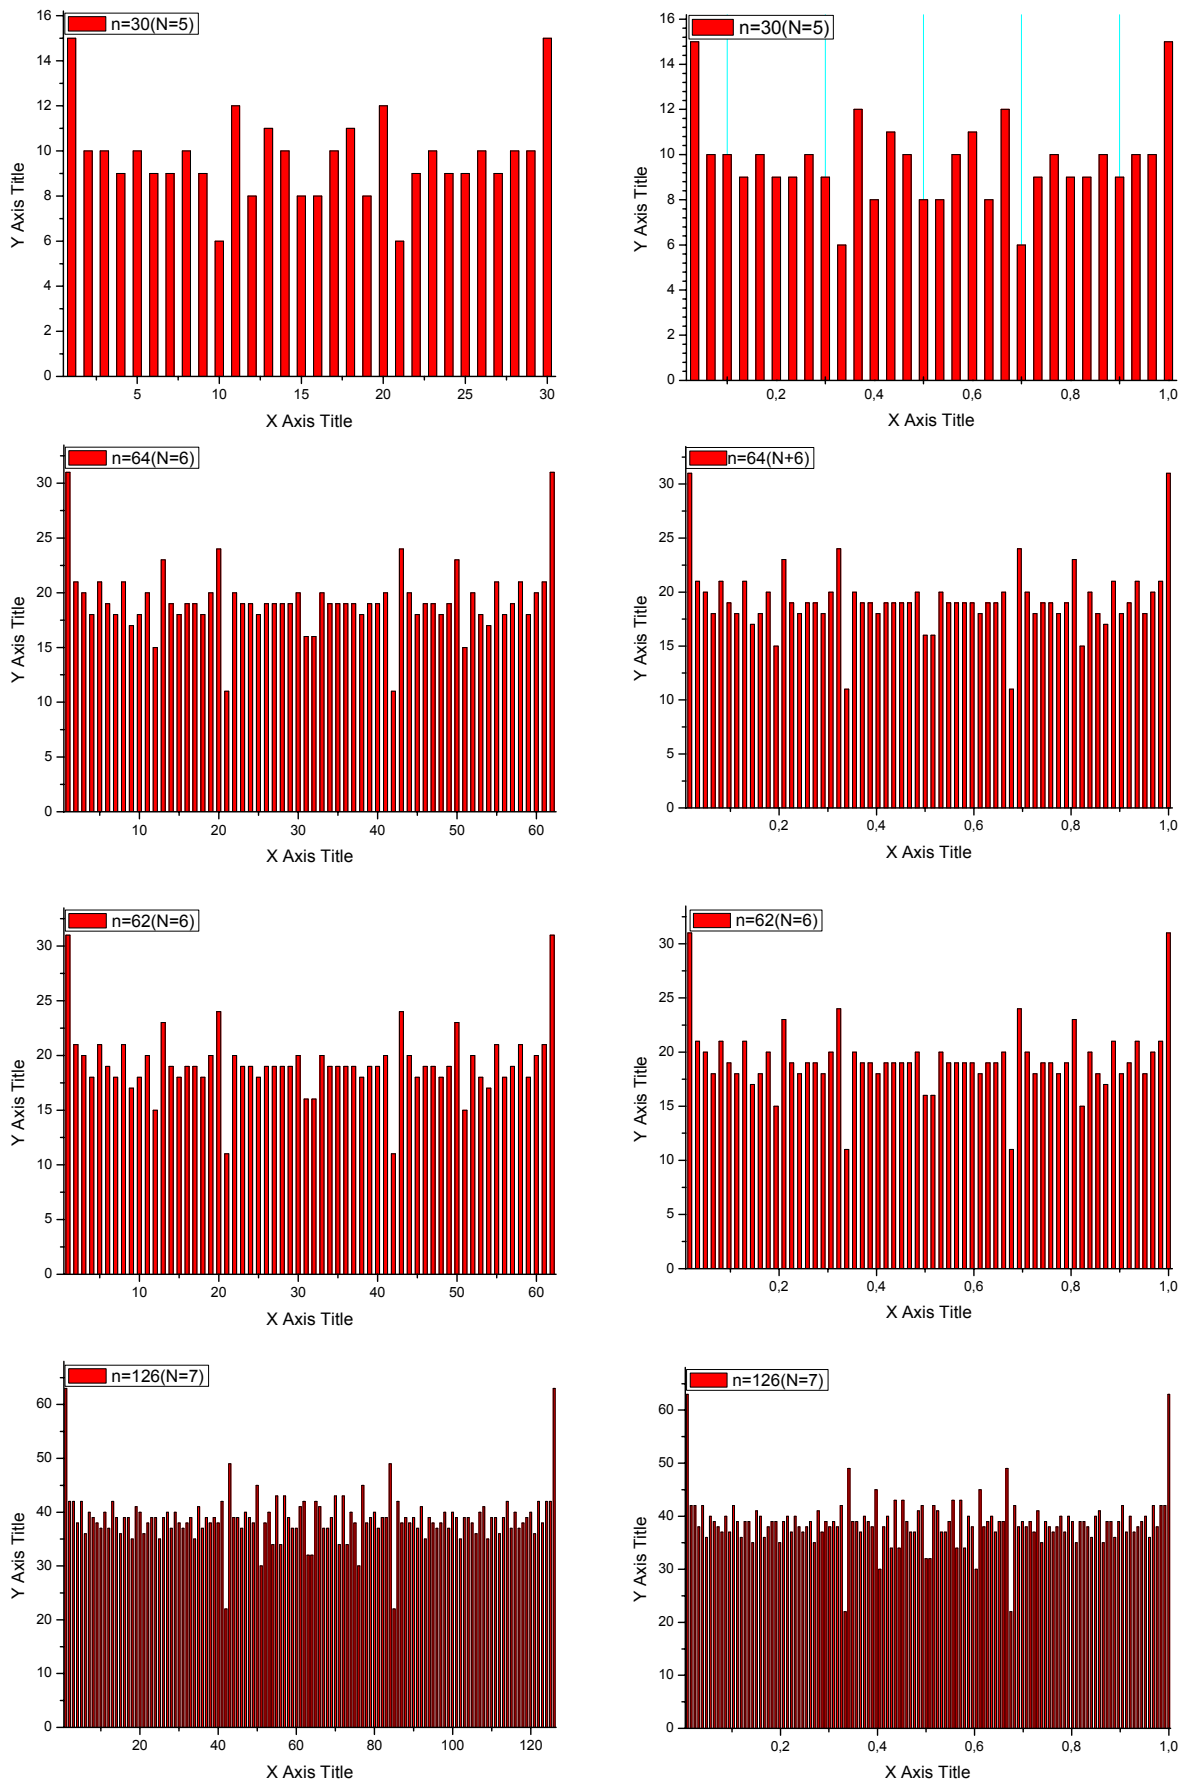 n=30(N=5)
16
14
12
10
8
6
4
2
0
Y Axis Title
5 10 15 20 25 30
X Axis Title
n=30(N=5)
16
14
12
10
8
6
4
2
0
Y Axis Title
0,2 0,4 0,6 0,8 1,0
X Axis Title
n=64(N=6)
30
25
20
15
10
5
0
Y Axis Title
10 20 30 40 50 60
X Axis Title
n=64(N+6)
30
25
20
15
10
5
0
Y Axis Title
0,2 0,4 0,6 0,8 1,0
X Axis Title
n=62(N=6)
30
25
20
15
10
5
0
Y Axis Title
10 20 30 40 50 60
X Axis Title
n=62(N=6)
30
25
20
15
10
5
0
Y Axis Title
0,2 0,4 0,6 0,8 1,0
X Axis Title
n=126(N=7)
60
50
40
30
20
10
0
Y Axis Title
20 40 60 80 100 120
X Axis Title
n=126(N=7)
60
50
40
30
20
10
0
Y Axis Title
0,2 0,4 0,6 0,8 1,0
X Axis Title